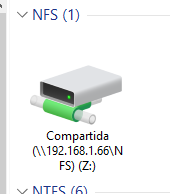 NFS (1)
Compartida
(\\192.168.1.66\N
FS) (Z:)
NTFS (6)